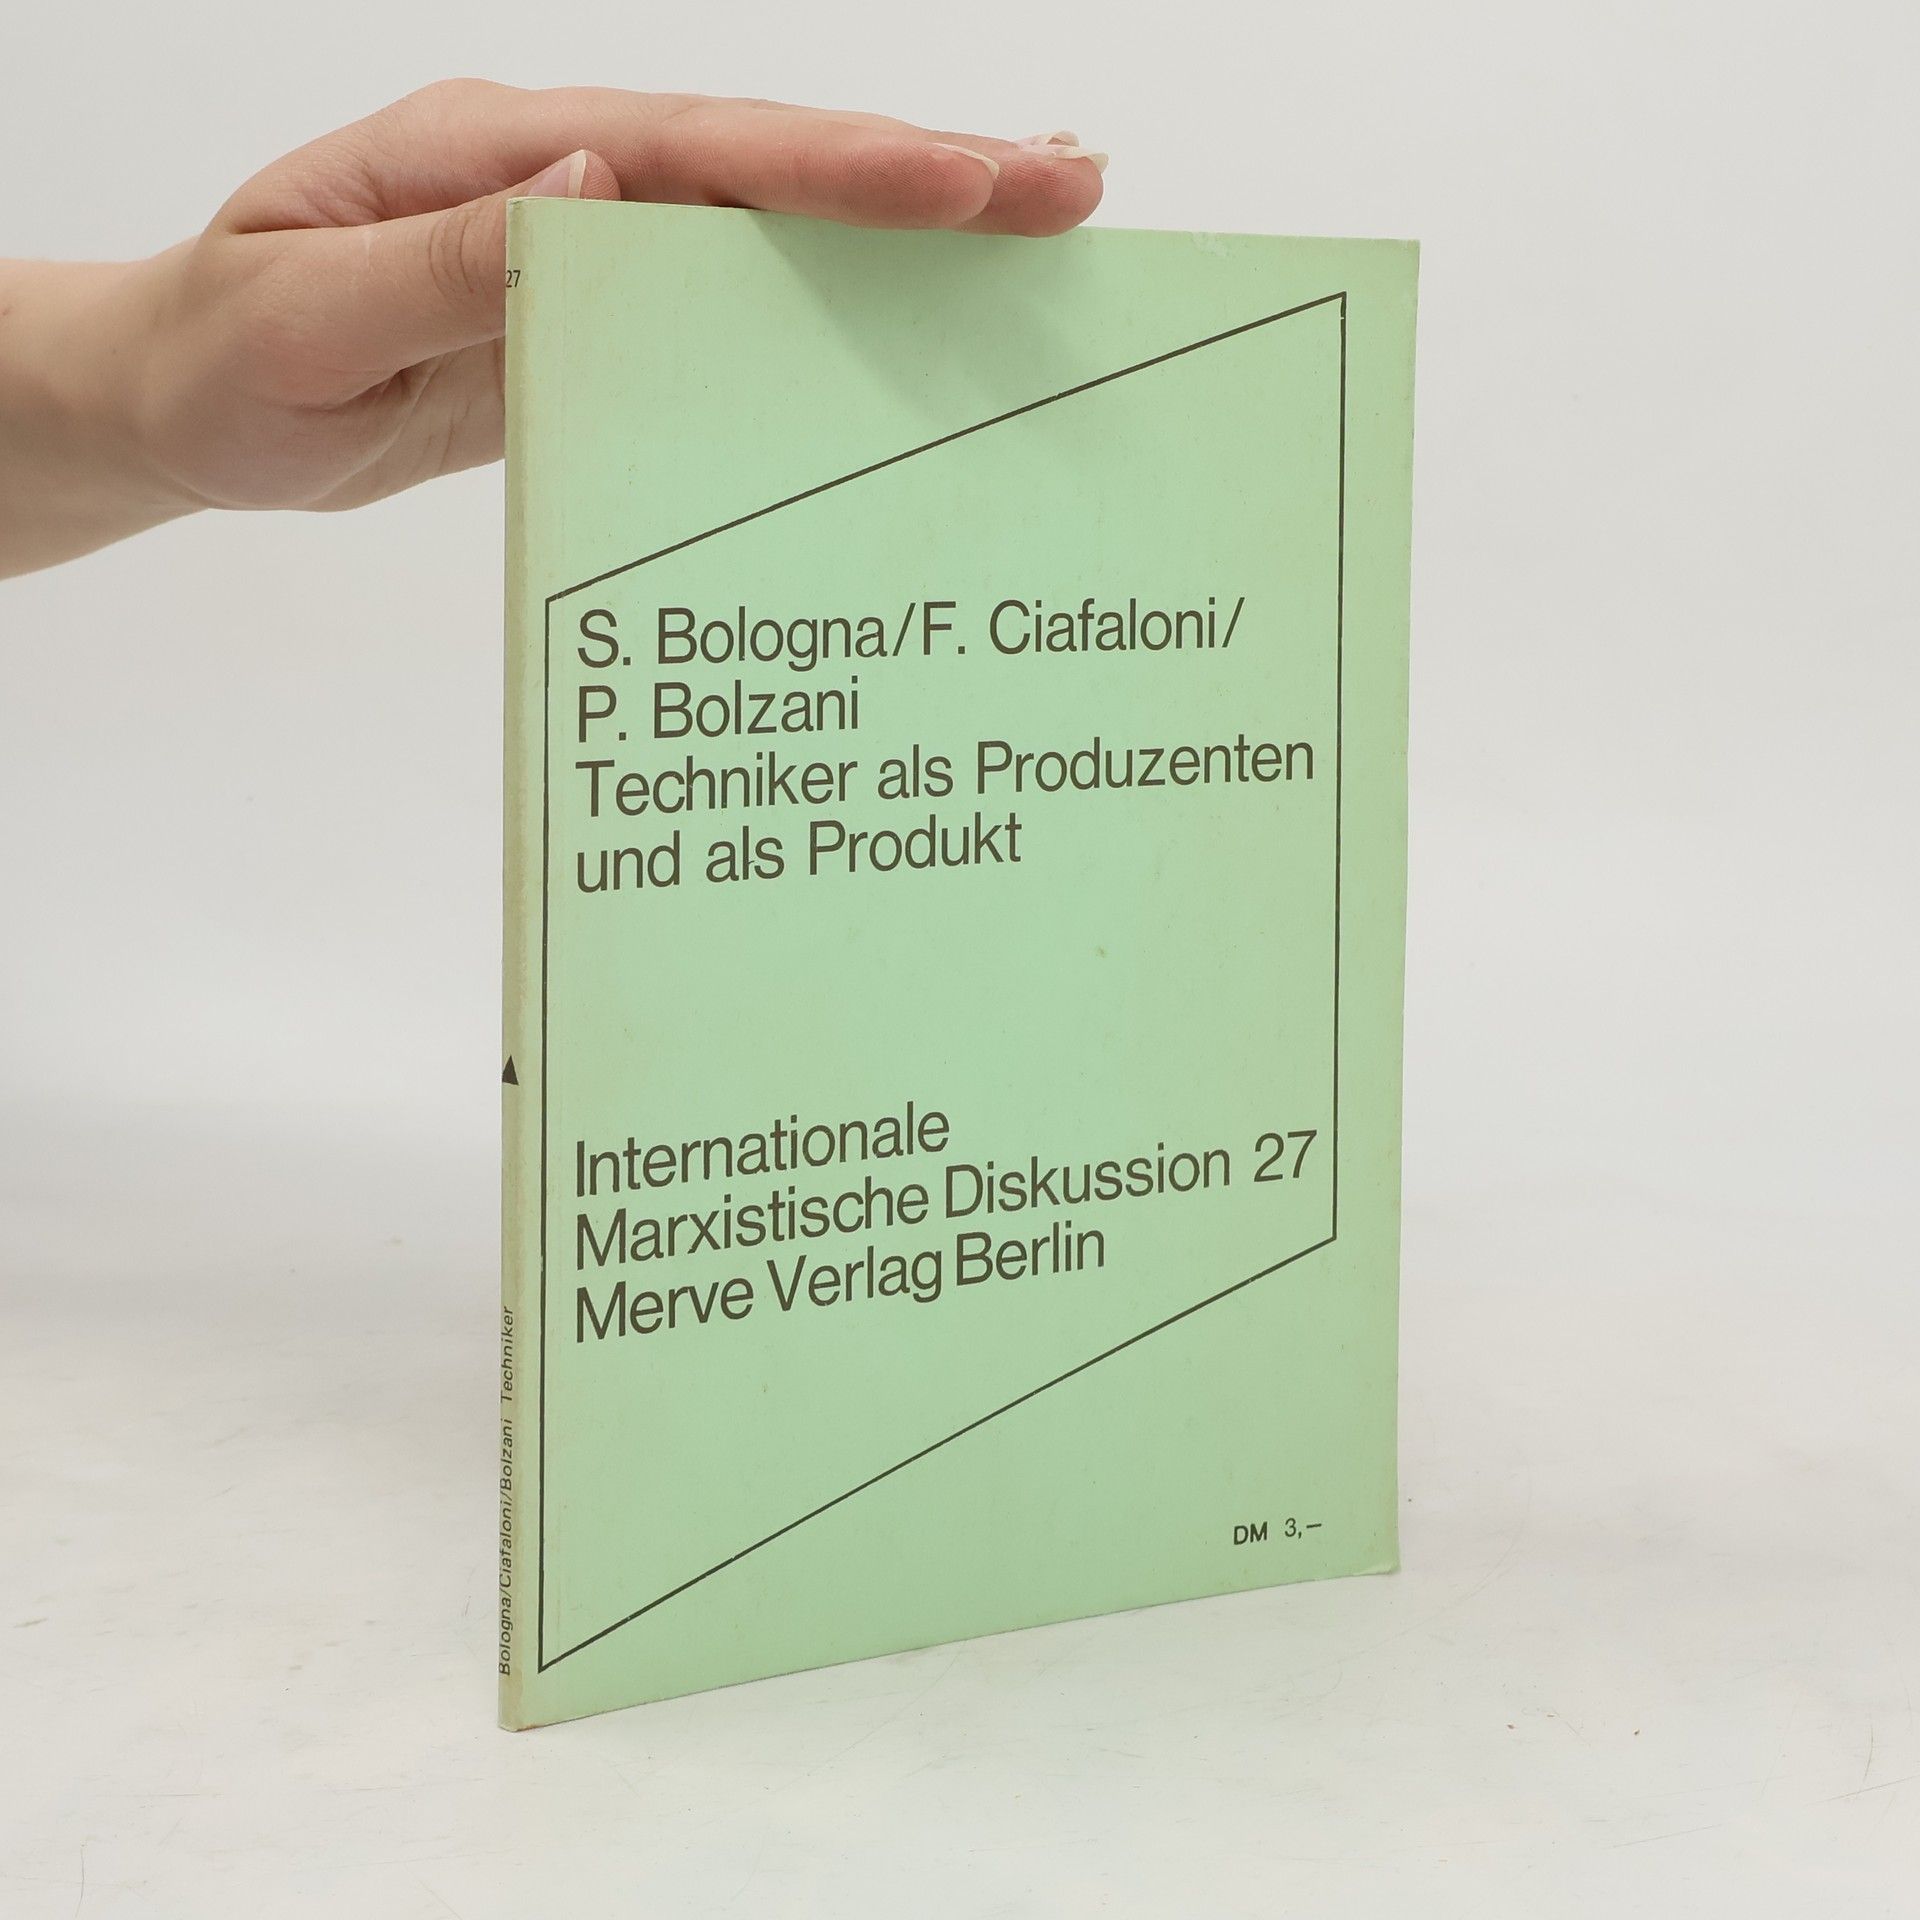 27
S. Bologna/F. Ciafaloni/
P. Bolzani
Techniker als Produzenten
und als Produkt
Internationale
Marxistische Diskussion 27
Merve Verlag Berlin
DM 3,—
Bologna/Ciafaloni/Bolzani Techniker